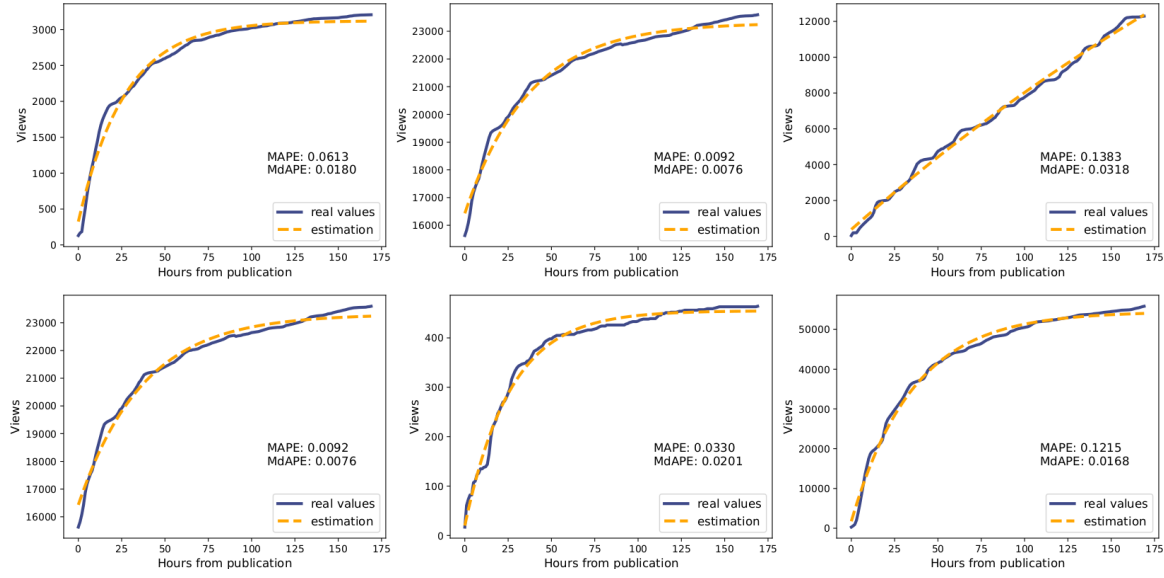 3000
2500
2000
1500
1000
500
0
Views
MAPE: 0.0613
MdAPE: 0.0180
real values
estimation
0 25 50 75 100 125 150 175
Hours from publication
23000
22000
21000
20000
19000
18000
17000
16000
Views
MAPE: 0.0092
MdAPE: 0.0076
real values
estimation
0 25 50 75 100 125 150 175
Hours from publication
12000
10000
8000
6000
4000
2000
0
Views
MAPE: 0.1383
MdAPE: 0.0318
real values
estimation
0 25 50 75 100 125 150 175
Hours from publication
23000
22000
21000
20000
19000
18000
17000
16000
Views
MAPE: 0.0092
MdAPE: 0.0076
real values
estimation
0 25 50 75 100 125 150 175
Hours from publication
400
300
200
100
0
Views
MAPE: 0.0330
MdAPE: 0.0201
real values
estimation
0 25 50 75 100 125 150 175
Hours from publication
50000
40000
30000
20000
10000
0
Views
MAPE: 0.1215
MdAPE: 0.0168
real values
estimation
0 25 50 75 100 125 150 175
Hours from publication